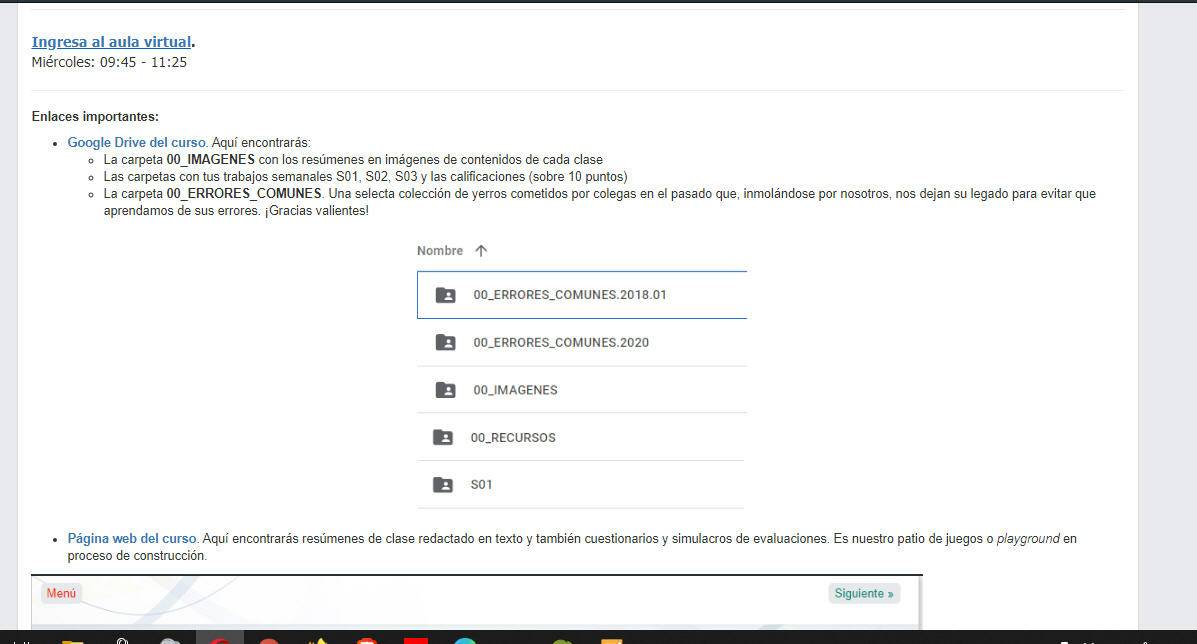 Ingresa al aula virtual.
Miércoles: 09:45 - 11:25
Enlaces importantes:
Google Drive del curso. Aquí encontrarás:
La carpeta 00_IMAGENES con los resúmenes en imágenes de contenidos de cada clase
Las carpetas con tus trabajos semanales S01, S02, S03 y las calificaciones (sobre 10 puntos)
La carpeta 00_ERRORES_COMUNES. Una selecta colección de yerros cometidos por colegas en el pasado que, inmolándose por nosotros, nos dejan su legado para evitar que
aprendamos de sus errores. ¡Gracias valientes!
Nombre
00_ERRORES_COMUNES.2018.01
00_ERRORES_COMUNES.2020
00_IMAGENES
00_RECURSOS
S01
Página web del curso. Aquí encontrarás resúmenes de clase redactado en texto y también cuestionarios y simulacros de evaluaciones. Es nuestro patio de juegos o playground en
proceso de construcción.
Menú Siguiente »